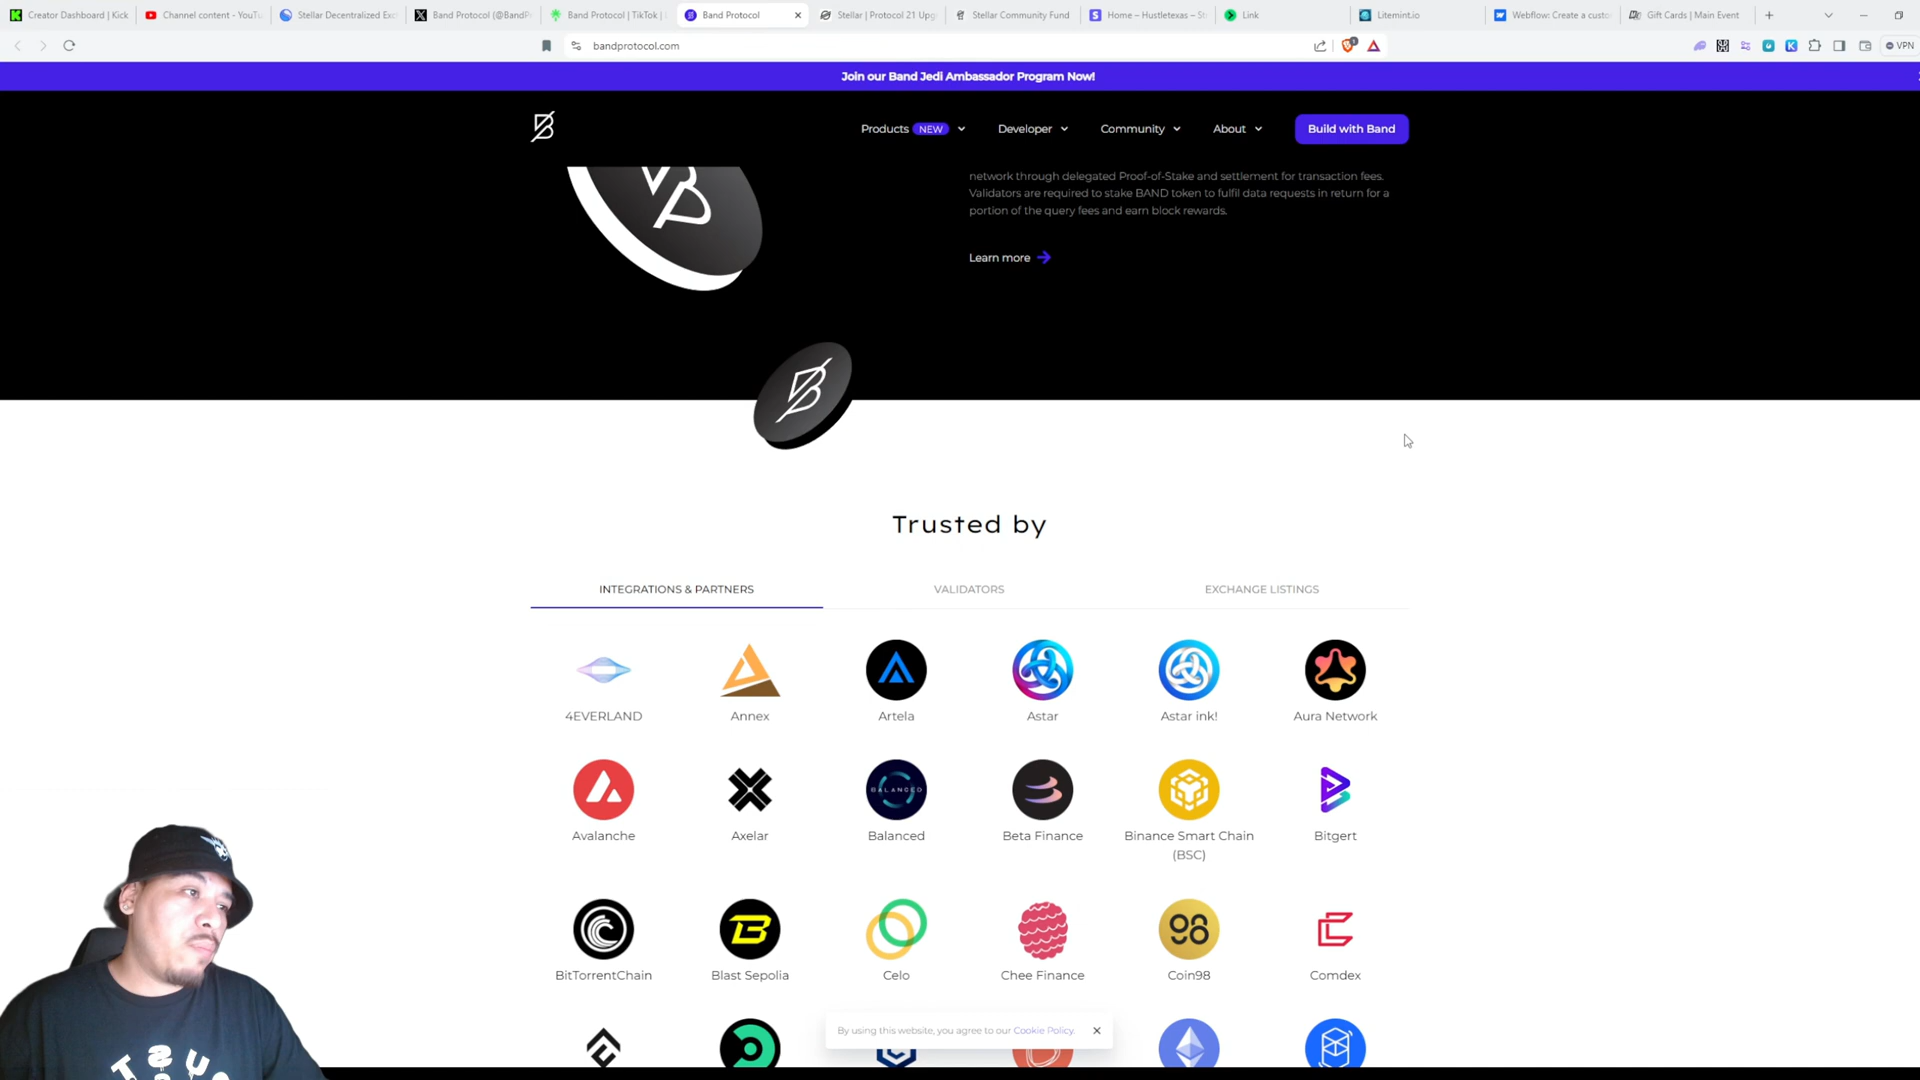 Creator Dashboard | Kick
Channel content - YouTu
Stellar Decentralized Exc
Band Protocol (@BandP
Band Protocol | TikTok |
Band Protocol
Stellar | Protocol 21 Upg
Stellar Community Fund
Home – Hustletexas – St
Link
Litemint.io
Webflow: Create a custo
Gift Cards | Main Event
bandprotocol.com
VPN
Join our Band Jedi Ambassador Program Now!
Products NEW
Developer
Community
About
Build with Band
network through delegated Proof-of-Stake and settlement for transaction fees.
Validators are required to stake BAND token to fulfil data requests in return for a
portion of the query fees and earn block rewards.
Learn more
Trusted by
INTEGRATIONS & PARTNERS
VALIDATORS
EXCHANGE LISTINGS
4EVERLAND
Annex
Artela
Astar
Astar ink!
Aura Network
BALANCED
Avalanche
Axelar
Balanced
Beta Finance
Binance Smart Chain
(BSC)
Bitgert
BitTorrentChain
Blast Sepolia
Celo
Chee Finance
Coin98
Comdex
By using this website, you agree to our Cookie Policy.